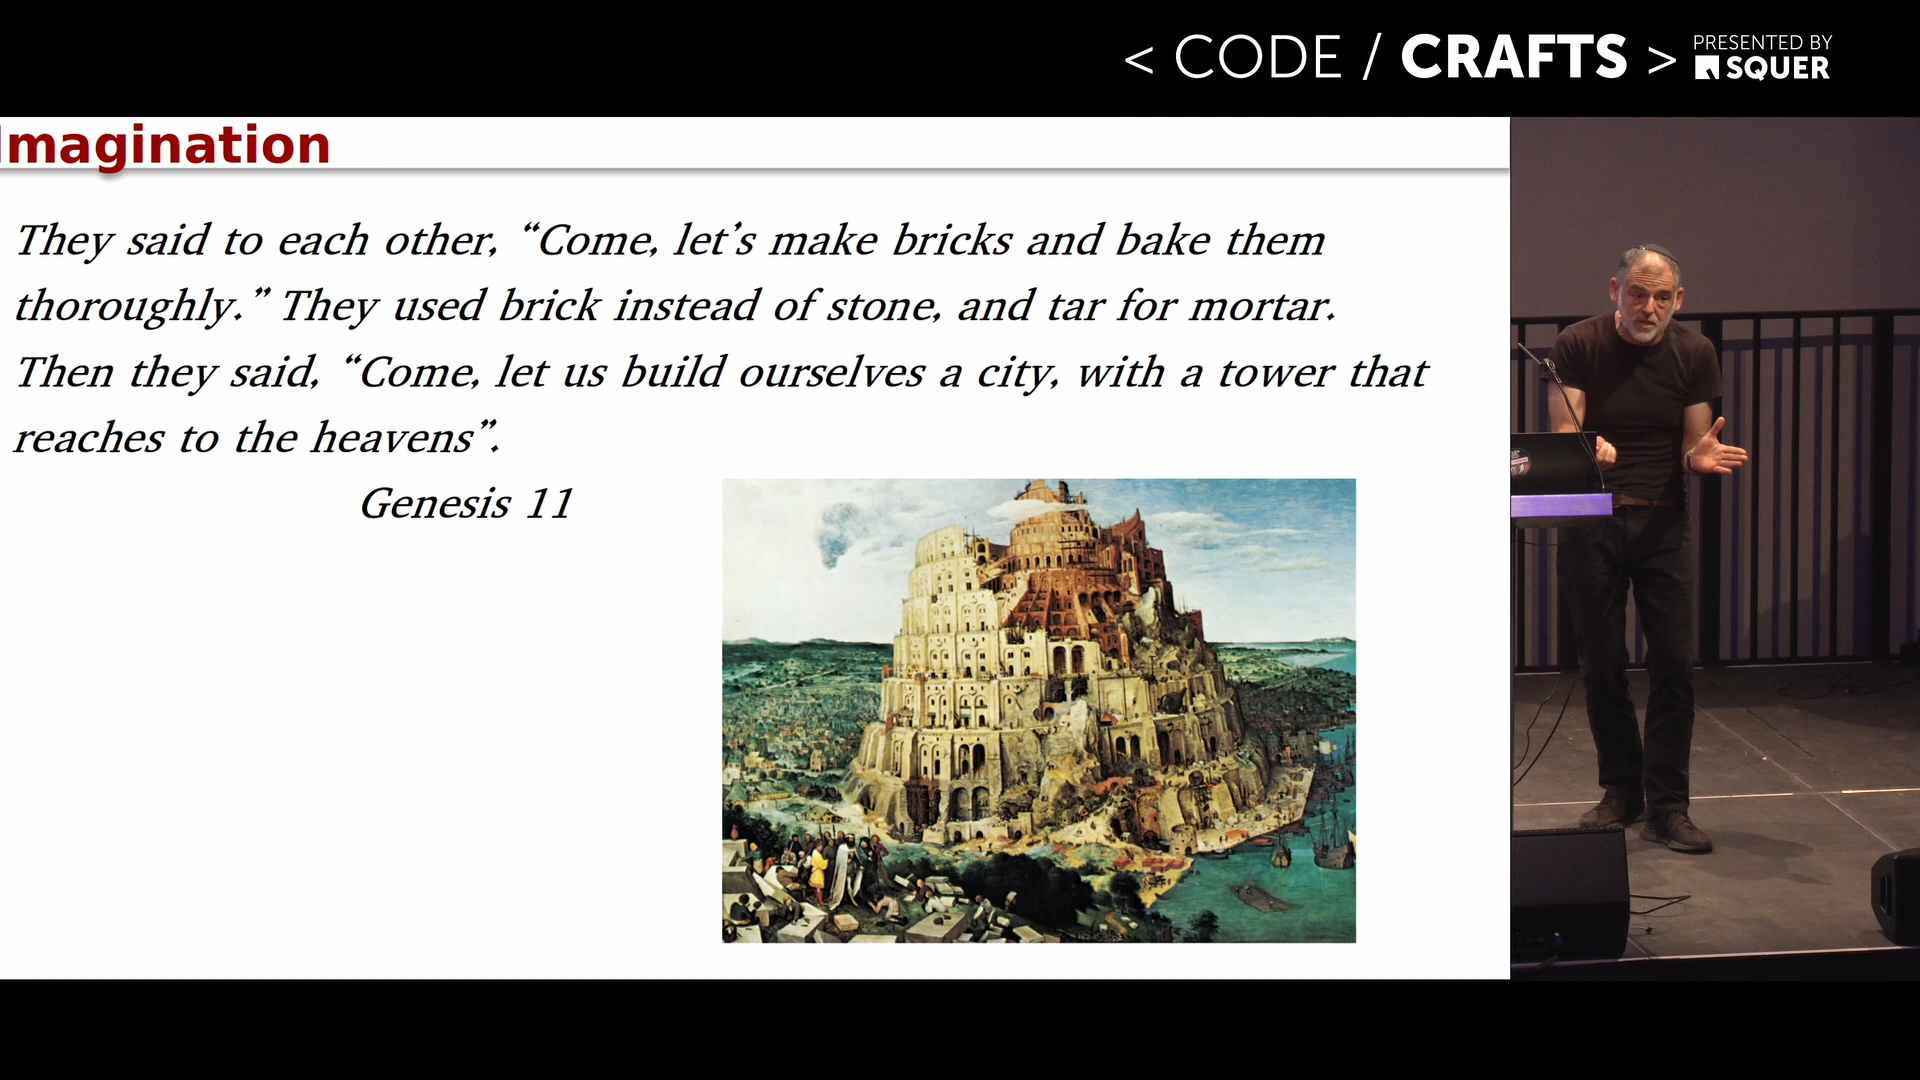 < CODE / CRAFTS > PRESENTED BY
SQUER
Imagination
They said to each other, “Come, let’s make bricks and bake them
thoroughly.” They used brick instead of stone, and tar for mortar.
Then they said, “Come, let us build ourselves a city, with a tower that
reaches to the heavens”.
Genesis 11